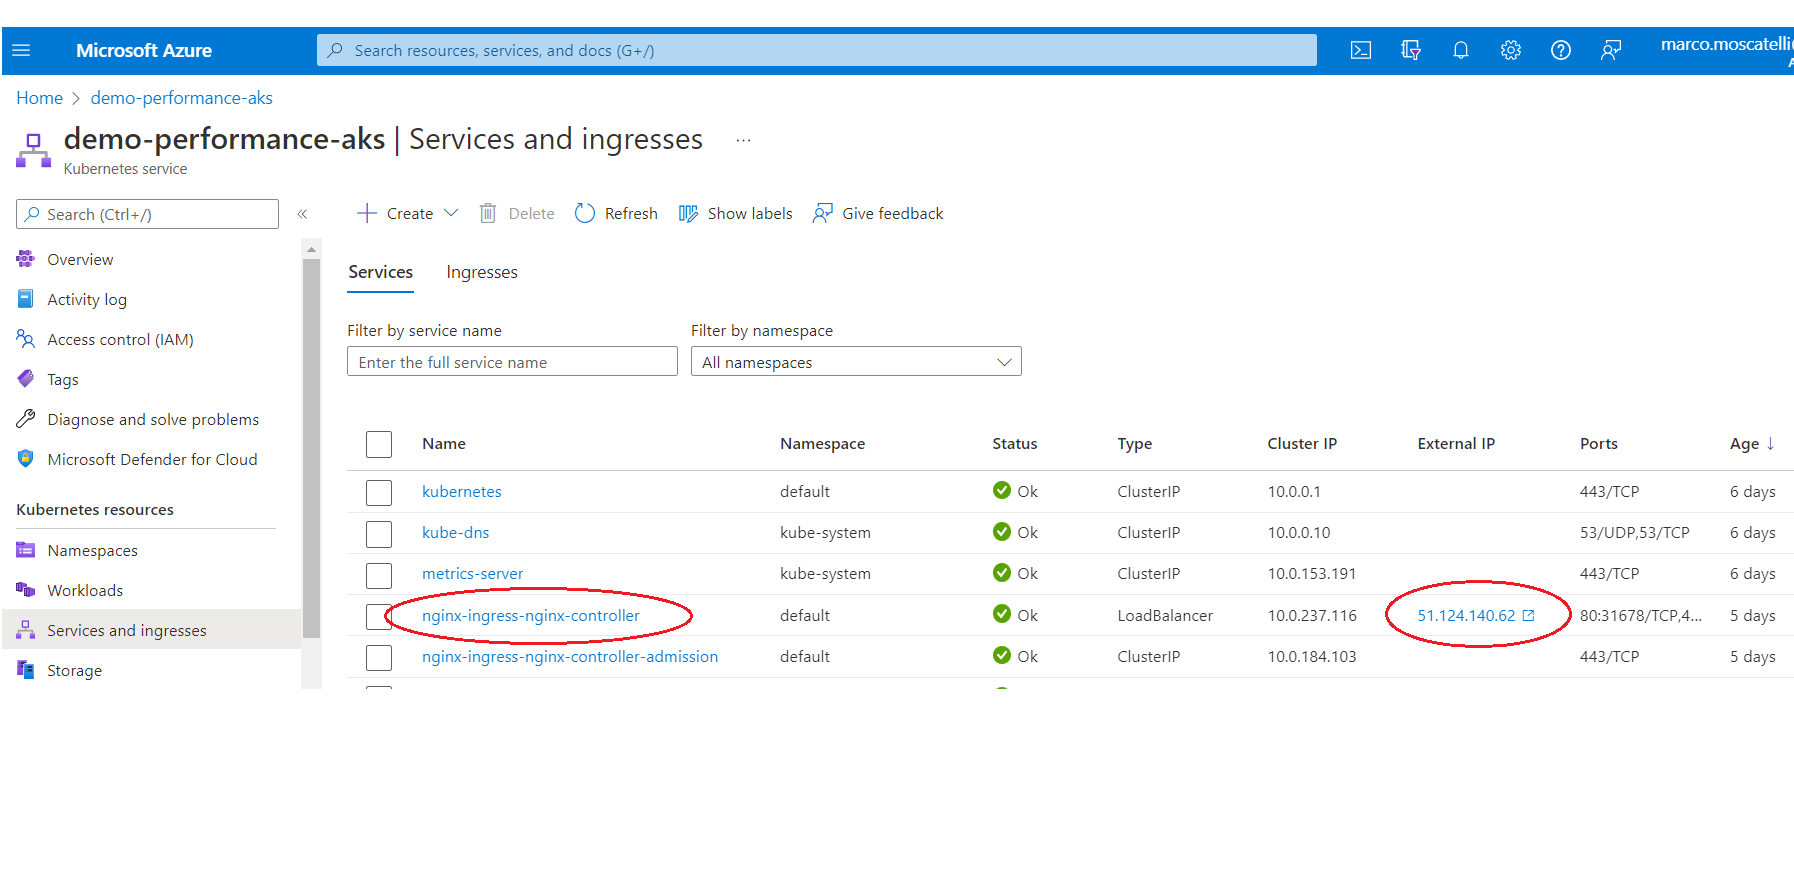 Microsoft Azure
Search resources, services, and docs (G+/)
marco.moscatelli
Home > demo-performance-aks
demo-performance-aks | Services and ingresses ...
Kubernetes service
Search (Ctrl+/)
«
Create
Delete
Refresh
Show labels
Give feedback
Overview
Activity log
Access control (IAM)
Tags
Diagnose and solve problems
Microsoft Defender for Cloud
Kubernetes resources
Namespaces
Workloads
Services and ingresses
Storage
Services Ingresses
Filter by service name Filter by namespace
Enter the full service name All namespaces
Name Namespace Status Type Cluster IP External IP Ports Age ↓
kubernetes default Ok ClusterIP 10.0.0.1 443/TCP 6 days
kube-dns kube-system Ok ClusterIP 10.0.0.10 53/UDP,53/TCP 6 days
metrics-server kube-system Ok ClusterIP 10.0.153.191 443/TCP 6 days
nginx-ingress-nginx-controller default Ok LoadBalancer 10.0.237.116 51.124.140.62 80:31678/TCP,4... 5 days
nginx-ingress-nginx-controller-admission default Ok ClusterIP 10.0.184.103 443/TCP 5 days